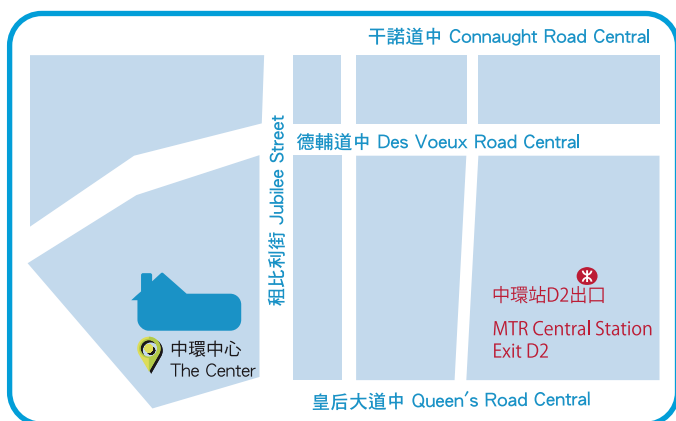 干諾道中 Connaught Road Central
德輔道中 Des Voeux Road Central
租比利街 Jubilee Street
中環站D2出口
MTR Central Station
Exit D2
中環中心
The Center
皇后大道中 Queen's Road Central